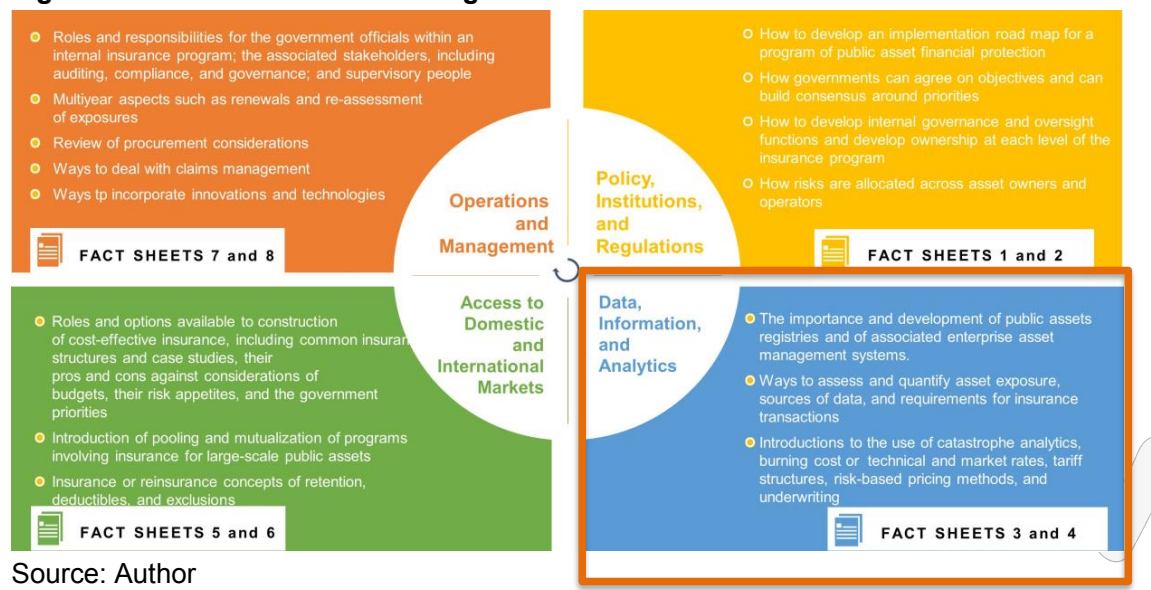 Roles and responsibilities for the government officials within an
internal insurance program; the associated stakeholders, including
auditing, compliance, and governance; and supervisory people
Multiyear aspects such as renewals and re-assessment
of exposures
Review of procurement considerations
Ways to deal with claims management
Ways tp incorporate innovations and technologies
FACT SHEETS 7 and 8
Operations
and
Management
How to develop an implementation road map for a
program of public asset financial protection
How governments can agree on objectives and can
build consensus around priorities
How to develop internal governance and oversight
functions and develop ownership at each level of the
insurance program
How risks are allocated across asset owners and
operators
Policy,
Institutions,
and
Regulations
FACT SHEETS 1 and 2
Roles and options available to construction
of cost-effective insurance, including common insuran
structures and case studies, their
pros and cons against considerations of
budgets, their risk appetites, and the government
priorities
Introduction of pooling and mutualization of programs
involving insurance for large-scale public assets
Insurance or reinsurance concepts of retention,
deductibles, and exclusions
FACT SHEETS 5 and 6
Access to
Domestic
and
International
Markets
Data,
Information,
and
Analytics
The importance and development of public assets
registries and of associated enterprise asset
management systems.
Ways to assess and quantify asset exposure,
sources of data, and requirements for insurance
transactions
Introductions to the use of catastrophe analytics,
burning cost or technical and market rates, tariff
structures, risk-based pricing methods, and
underwriting
FACT SHEETS 3 and 4
Source: Author